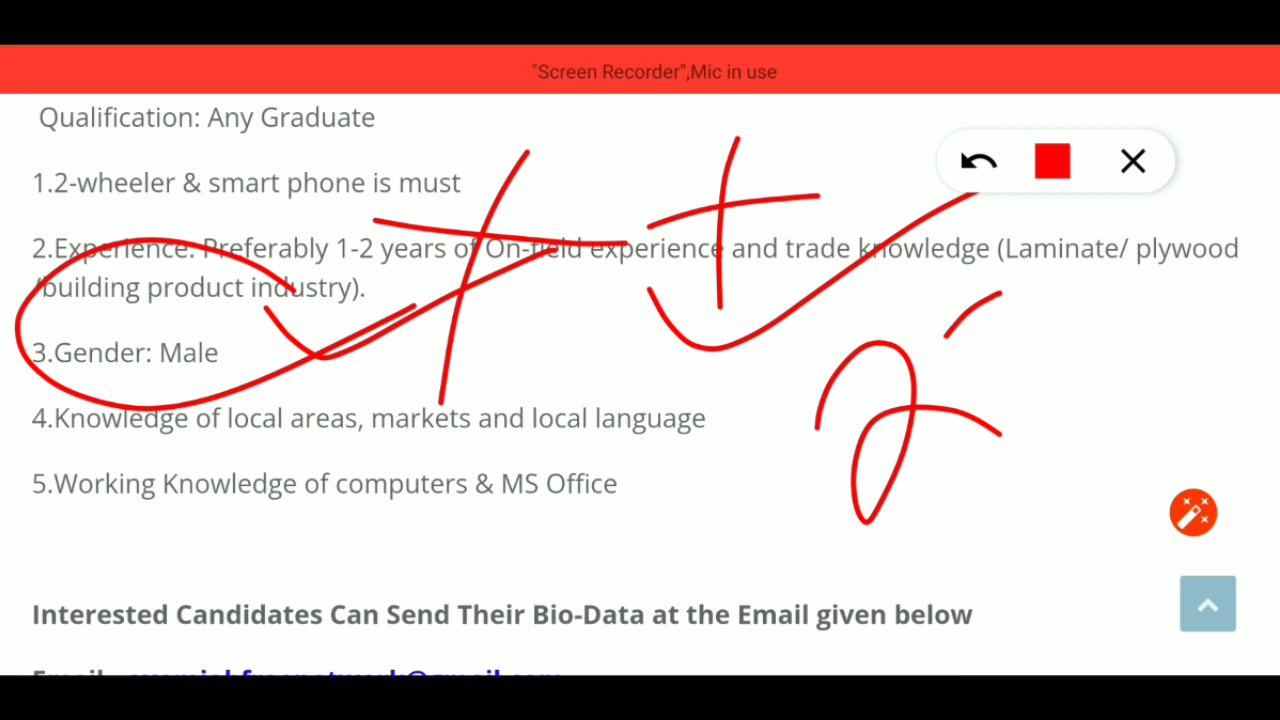 "Screen Recorder",Mic in use
Qualification: Any Graduate
1.2-wheeler & smart phone is must
2.Experience: Preferably 1-2 years of On-field experience and trade knowledge (Laminate/ plywood
/building product industry).
3.Gender: Male
4.Knowledge of local areas, markets and local language
5.Working Knowledge of computers & MS Office
Interested Candidates Can Send Their Bio-Data at the Email given below